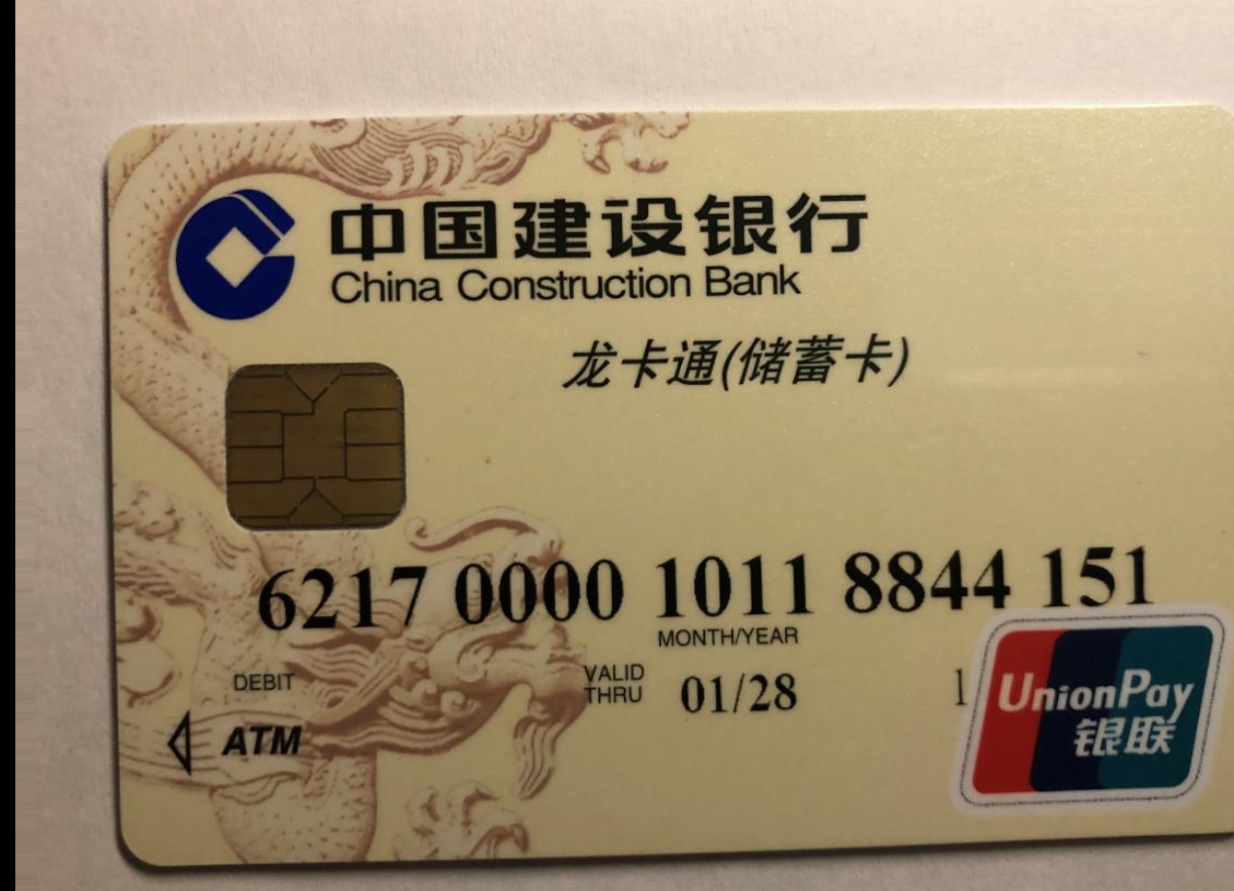 中国建设银行
China Construction Bank
龙卡通(储蓄卡)
6217 0000 1011 8844 151
MONTH/YEAR
DEBIT
VALID THRU 01/28 1
ATM
UnionPay
银联